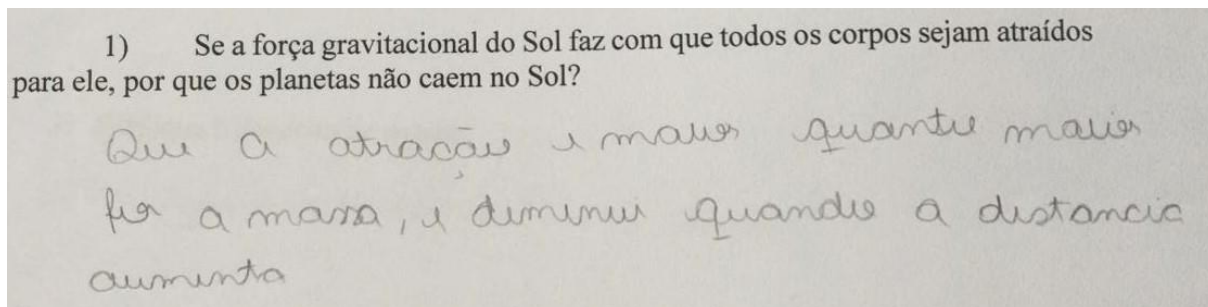 1) Se a força gravitacional do Sol faz com que todos os corpos sejam atraídos
para ele, por que os planetas não caem no Sol?
Que a atração e maior quanto maior
for a massa, e diminui quando a distancia
aumenta